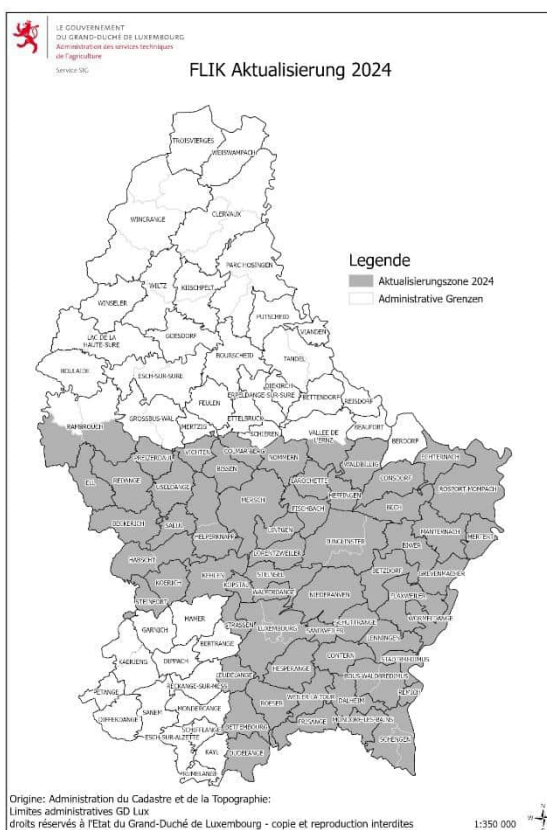 LE GOUVERNEMENT
DU GRAND-DUCHÉ DE LUXEMBOURG
Administration des services techniques
de l'agriculture
Service SIG
FLIK Aktualisierung 2024
TROISVIERGES
WEISWAMPACH
WINCRANGE
CLERVAUX
PARC HOSINGEN
Legende
Aktualisierungszone 2024
Administrative Grenzen
WILTZ
KIISCHPELT
WINSELER
PUTSCHEID
LAC DE LA
HAUTE-SURE
GOESDORF
VIANDEN
BOURSCHEID
TANDEL
BOULAIDE
ESCH-SUR-SURE
DIEKIRCH
ERPELDANGE-SUR-SURE
BETTENDORF
REISDORF
FEULEN
GROSSBUS-WAL
ETTELBRUCK
BEAUFORT
RAMBROUCH
MERTZIG
SCHIEREN
VALLEE DE
L'ERNZ
BERDORF
VICHTEN
COLMAR-BERG
NOMMERN
ECHTERNACH
PREIZERDAUL
BISSEN
WALDBILLIG
ELL
REDANGE
USELDANGE
LAROCHETTE
CONSDORF
ROSPORT-MOMPACH
MERSCH
HEFFINGEN
FISCHBACH
BECH
BECKERICH
SAEUL
LINTGEN
MANTERNACH
HELPERKNAPP
JUNGLINSTER
MERTERT
BIWER
LORENTZWEILER
HABSCHT
BETZDORF
GREVENMACHER
KOERICH
KEHLEN
STEINSEL
KOPSTAL
WALFERDANGE
NIEDERANVEN
FLAXWEILER
STEINFORT
WORMELDANGE
MAMER
STRASSEN
LUXEMBOURG
SCHUTTRANGE
GARNICH
SANDWEILER
LENNINGEN
BERTRANGE
KAERJENG
DIPPACH
CONTERN
STADTBREDIMUS
LEUDELANGE
HESPERANGE
BOUS-WALDBREDIMUS
RECKANGE-SUR-MESS
REMICH
PETANGE
ROESER
WEILER-LA-TOUR
DALHEIM
MONDERCANGE
SANEM
DIFFERDANGE
BETTEMBOURG
FRISANGE
MONDORF-LES-BAINS
SCHIFFLANGE
ESCH-SUR-ALZETTE
SCHENGEN
KAYL
DUDELANGE
RUMELANGE
Origine: Administration du Cadastre et de la Topographie:
Limites administratives GD Lux
droits réservés à l'Etat du Grand-Duché de Luxembourg - copie et reproduction interdites
1:350 000
N
W